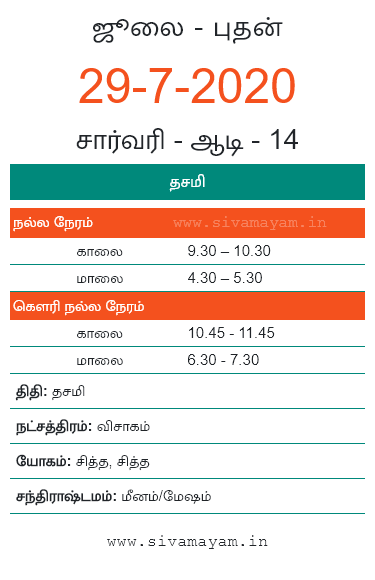 ஜூலை - புதன்
29-7-2020
சார்வரி - ஆடி - 14
தசமி
நல்ல நேரம் www.sivamayam.in
காலை 9.30 – 10.30
மாலை 4.30 – 5.30
கௌரி நல்ல நேரம்
காலை 10.45 - 11.45
மாலை 6.30 - 7.30
திதி: தசமி
நட்சத்திரம்: விசாகம்
யோகம்: சித்த, சித்த
சந்திராஷ்டமம்: மீனம்/மேஷம்
www.sivamayam.in